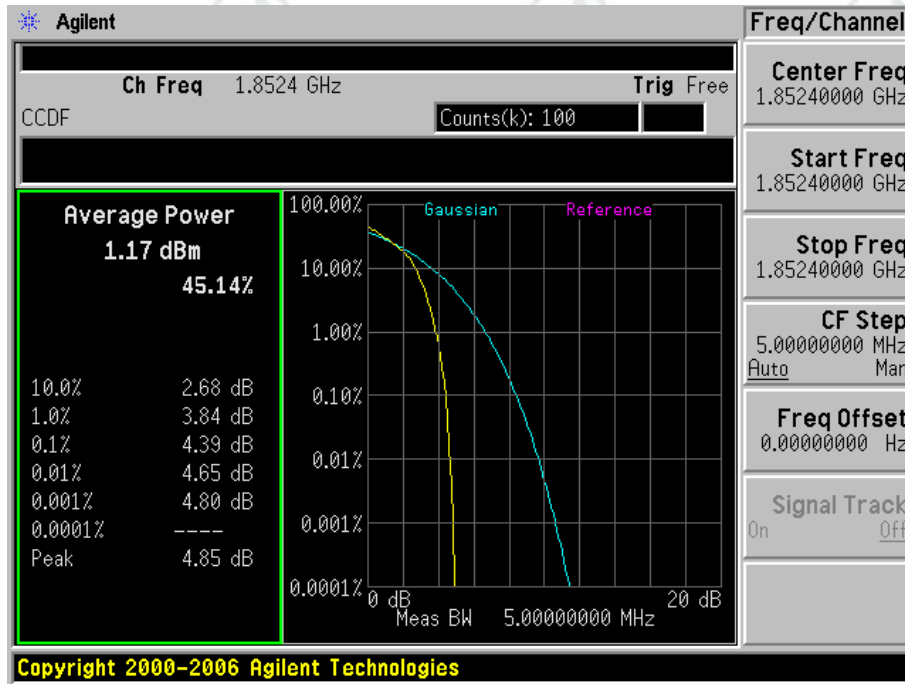 Agilent
Freq/Channel
Ch Freq 1.8524 GHz Trig Free
CCDF Counts(k): 100
Average Power
1.17 dBm
45.14%
10.0% 2.68 dB
1.0% 3.84 dB
0.1% 4.39 dB
0.01% 4.65 dB
0.001% 4.80 dB
0.0001% ----
Peak 4.85 dB
Gaussian Reference
100.00%
10.00%
1.00%
0.10%
0.01%
0.001%
0.0001%
0 dB 20 dB
Meas BW 5.00000000 MHz
Center Freq
1.85240000 GHz
Start Freq
1.85240000 GHz
Stop Freq
1.85240000 GHz
CF Step
5.00000000 MHz
Auto Man
Freq Offset
0.00000000 Hz
Signal Track
On Off
Copyright 2000-2006 Agilent Technologies